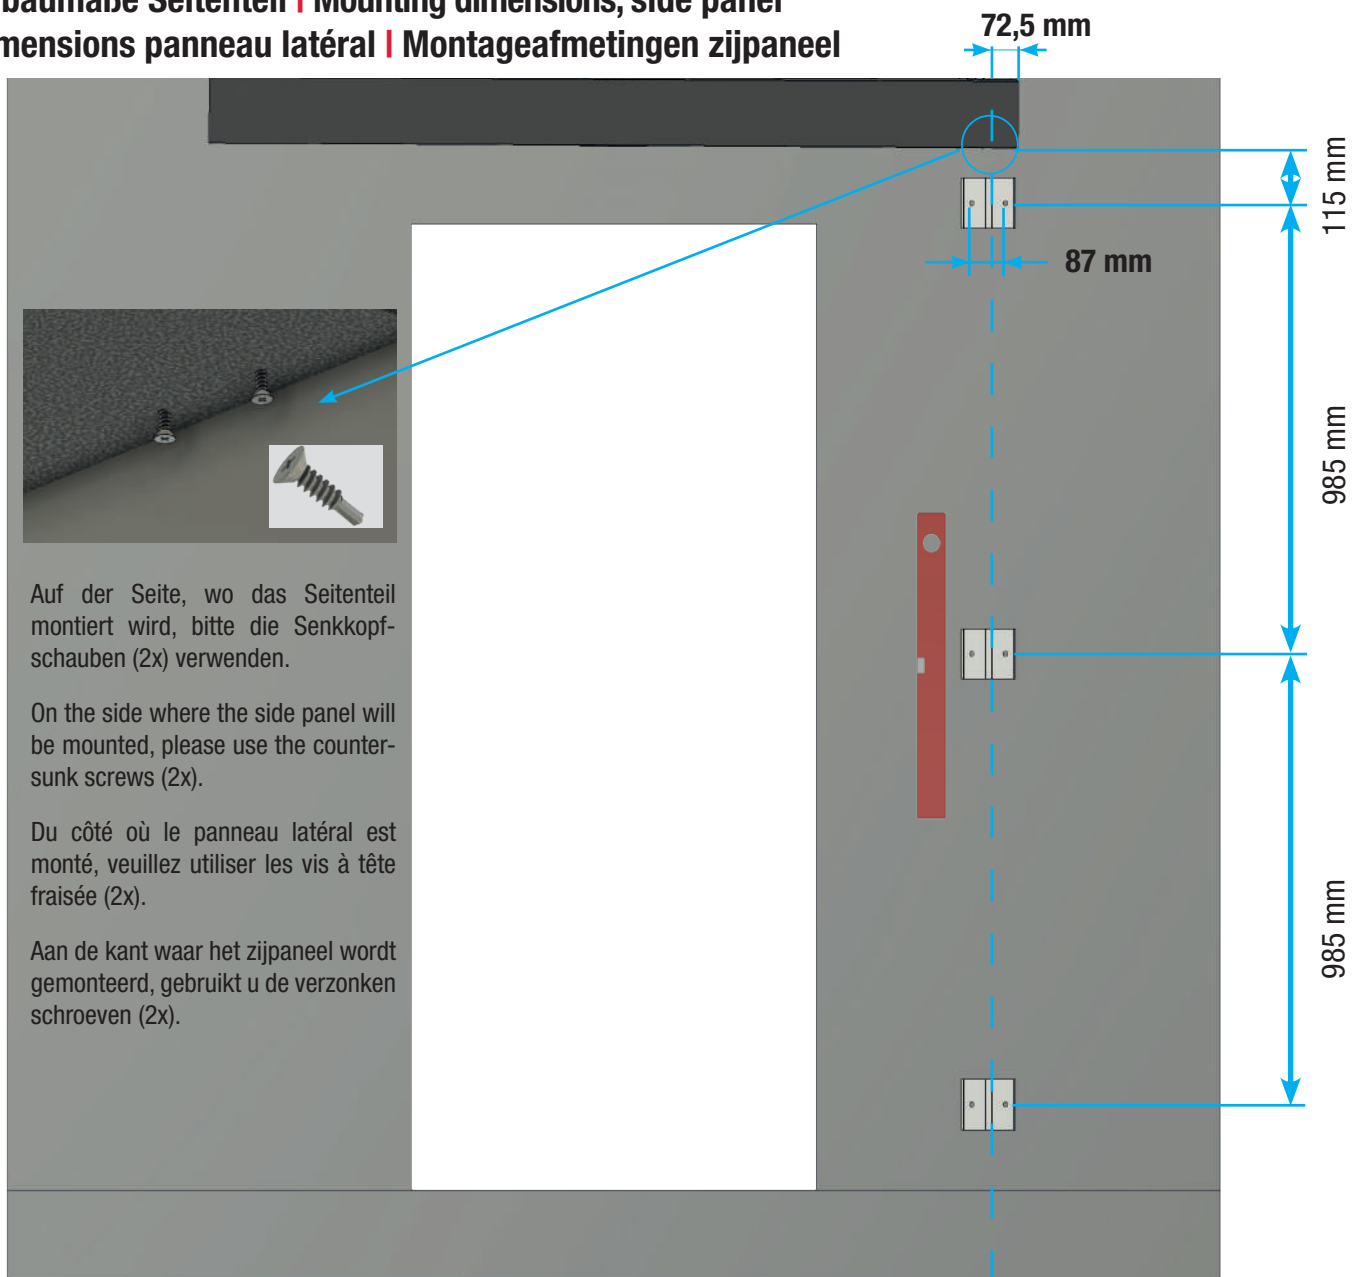 baumaße Seitenteil | Mounting dimensions, side panel
mensions panneau latéral | Montageafmetingen zijpaneel
72,5 mm
115 mm
87 mm
985 mm
Auf der Seite, wo das Seitenteil
montiert wird, bitte die Senkkopf-
schauben (2x) verwenden.
On the side where the side panel will
be mounted, please use the counter-
sunk screws (2x).
Du côté où le panneau latéral est
monté, veuillez utiliser les vis à tête
fraisée (2x).
Aan de kant waar het zijpaneel wordt
gemonteerd, gebruikt u de verzonken
schroeven (2x).
985 mm